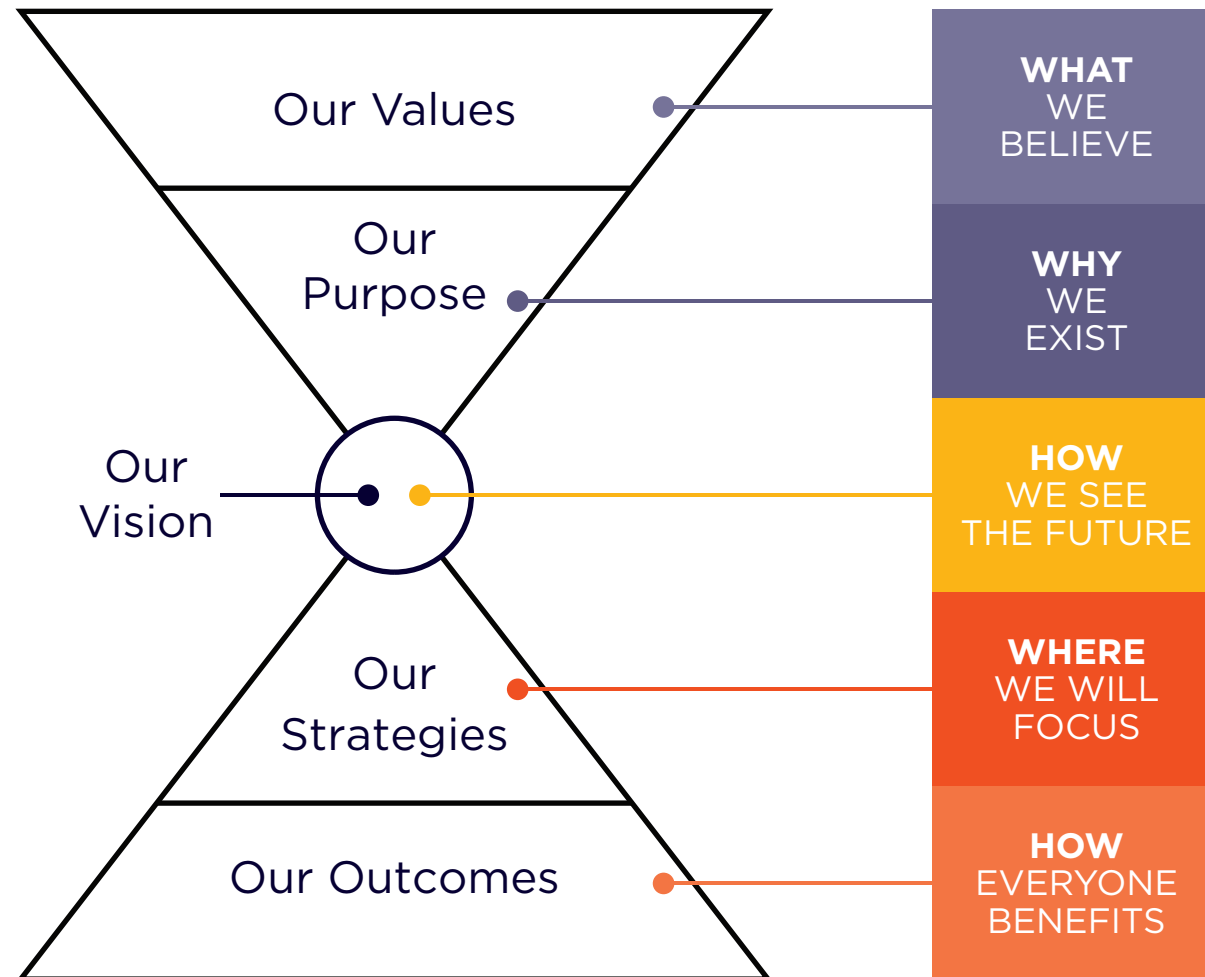 Our Values
WHAT
WE
BELIEVE
Our
Purpose
WHY
WE
EXIST
Our
Vision
HOW
WE SEE
THE FUTURE
Our
Strategies
WHERE
WE WILL
FOCUS
Our Outcomes
HOW
EVERYONE
BENEFITS